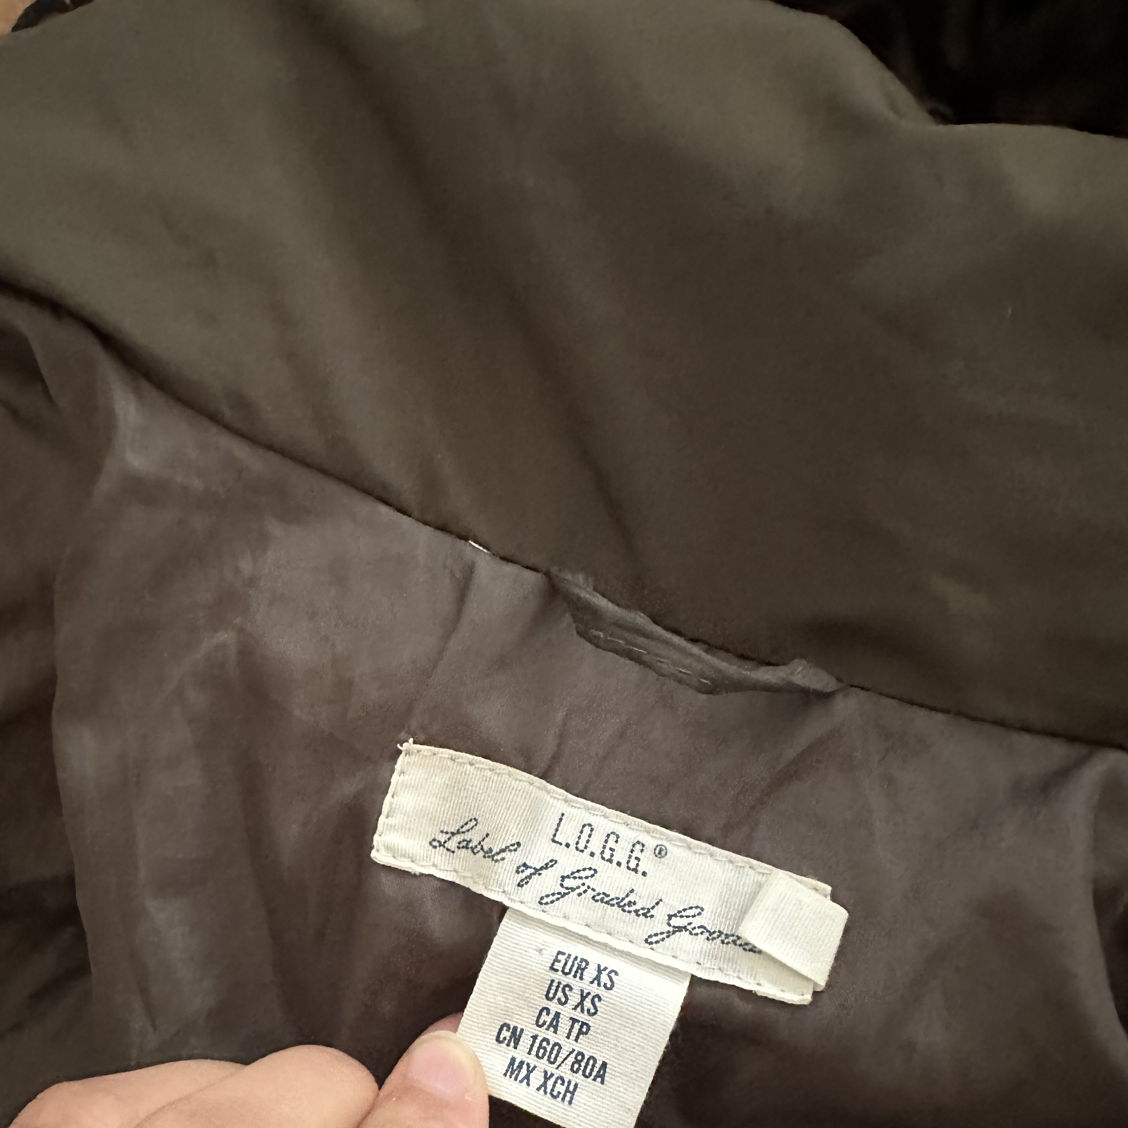 L.O.G.G.®
Label of Graded Goods
EUR XS
US XS
CA TP
CN 160/80A
MX XCH